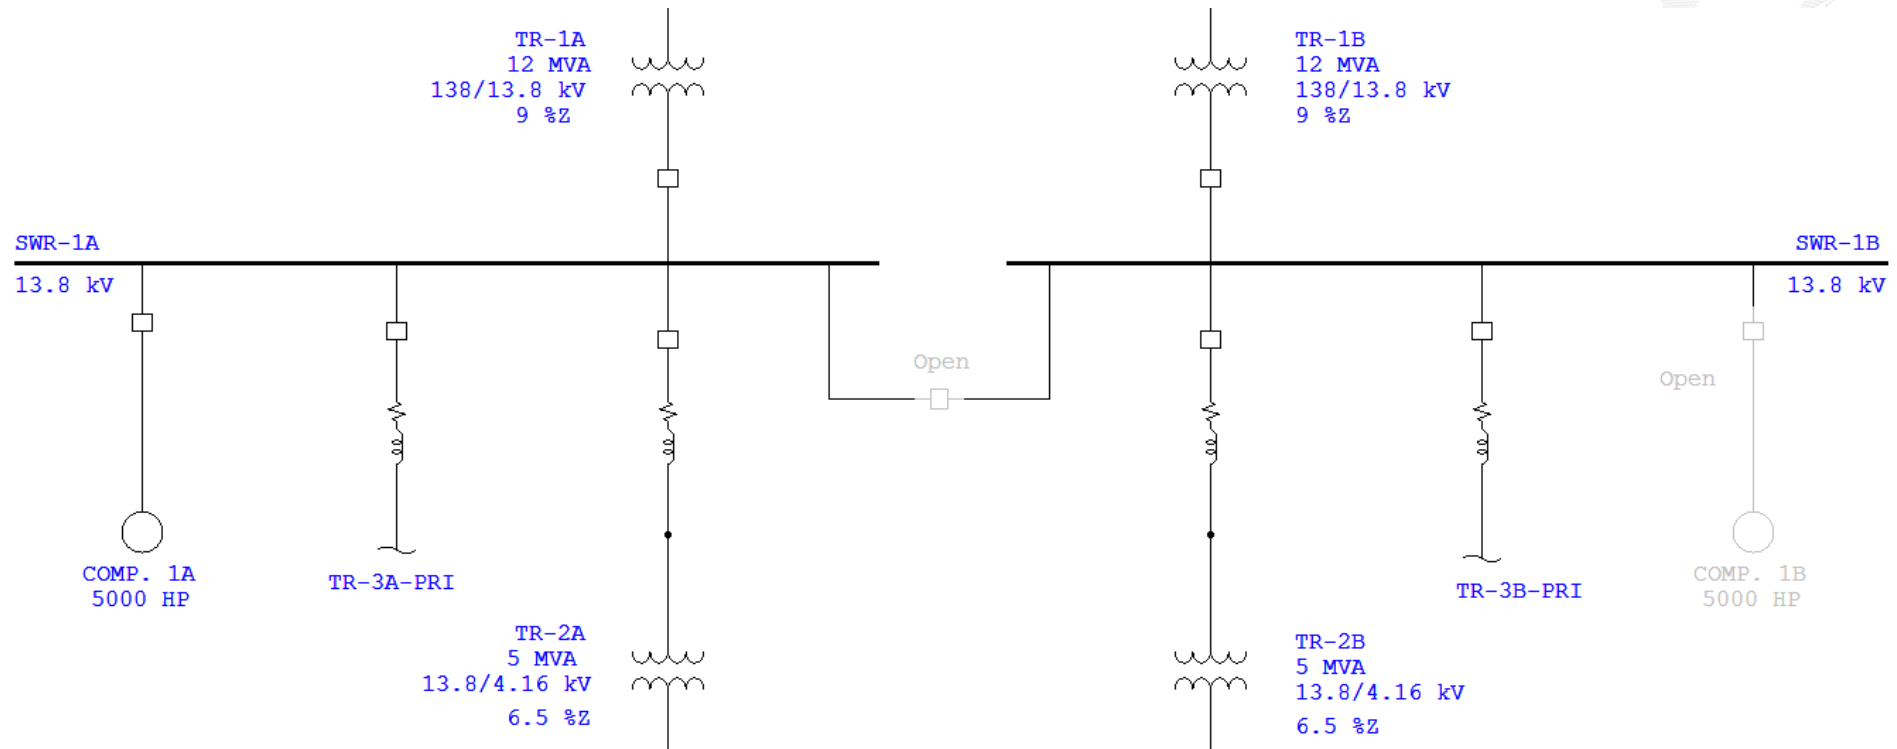 TR-1A
12 MVA
138/13.8 kV
9 %Z
TR-1B
12 MVA
138/13.8 kV
9 %Z
SWR-1A
13.8 kV
SWR-1B
13.8 kV
Open
Open
COMP. 1A
5000 HP
TR-3A-PRI
TR-3B-PRI
COMP. 1B
5000 HP
TR-2A
5 MVA
13.8/4.16 kV
6.5 %Z
TR-2B
5 MVA
13.8/4.16 kV
6.5 %Z